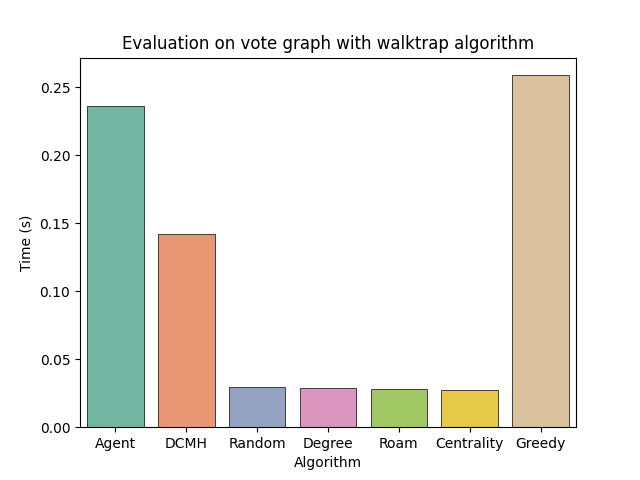 Evaluation on vote graph with walktrap algorithm
0.25
0.20
0.15
0.10
0.05
0.00
Time (s)
Agent DCMH Random Degree Roam Centrality Greedy
Algorithm